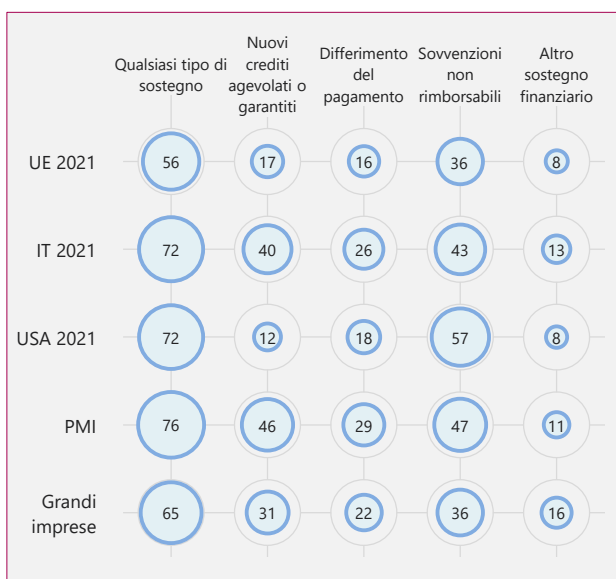 Qualsiasi tipo di
sostegno
Nuovi
crediti
agevolati o
garantiti
Differimento
del
pagamento
Sovvenzioni
non
rimborsabili
Altro
sostegno
finanziario
UE 2021 56 17 16 36 8
IT 2021 72 40 26 43 13
USA 2021 72 12 18 57 8
PMI 76 46 29 47 11
Grandi
imprese 65 31 22 36 16